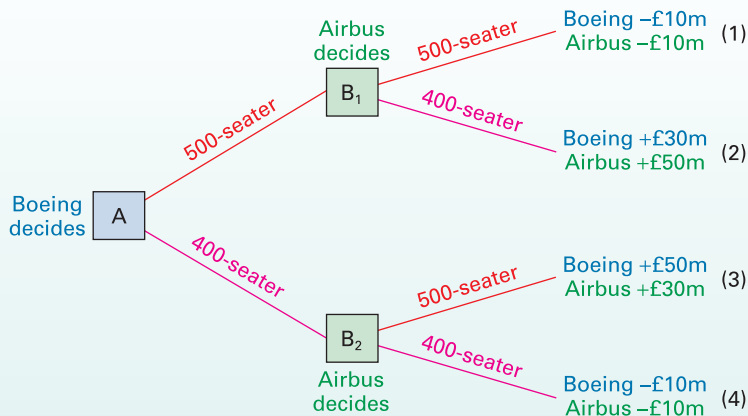 Boeing –£10m
Airbus –£10m
(1)
500-seater
Airbus
decides
B1
400-seater
500-seater
Boeing +£30m
Airbus +£50m
(2)
Boeing
decides
A
400-seater
Boeing +£50m
Airbus +£30m
(3)
500-seater
B2
400-seater
Airbus
decides
Boeing –£10m
Airbus –£10m
(4)